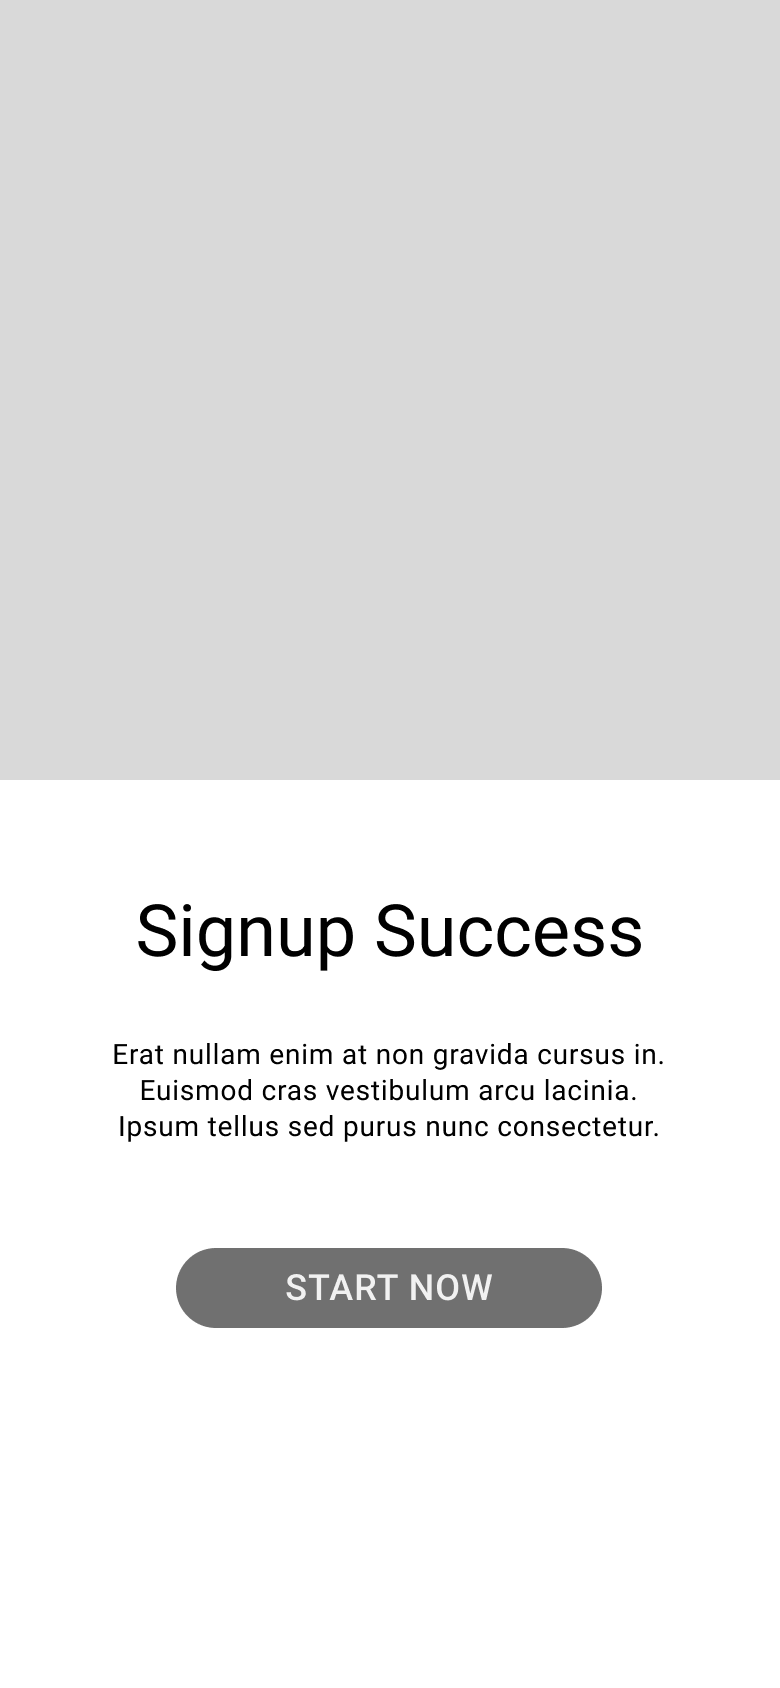 Signup Success
Erat nullam enim at non gravida cursus in.
Euismod cras vestibulum arcu lacinia.
Ipsum tellus sed purus nunc consectetur.
START NOW